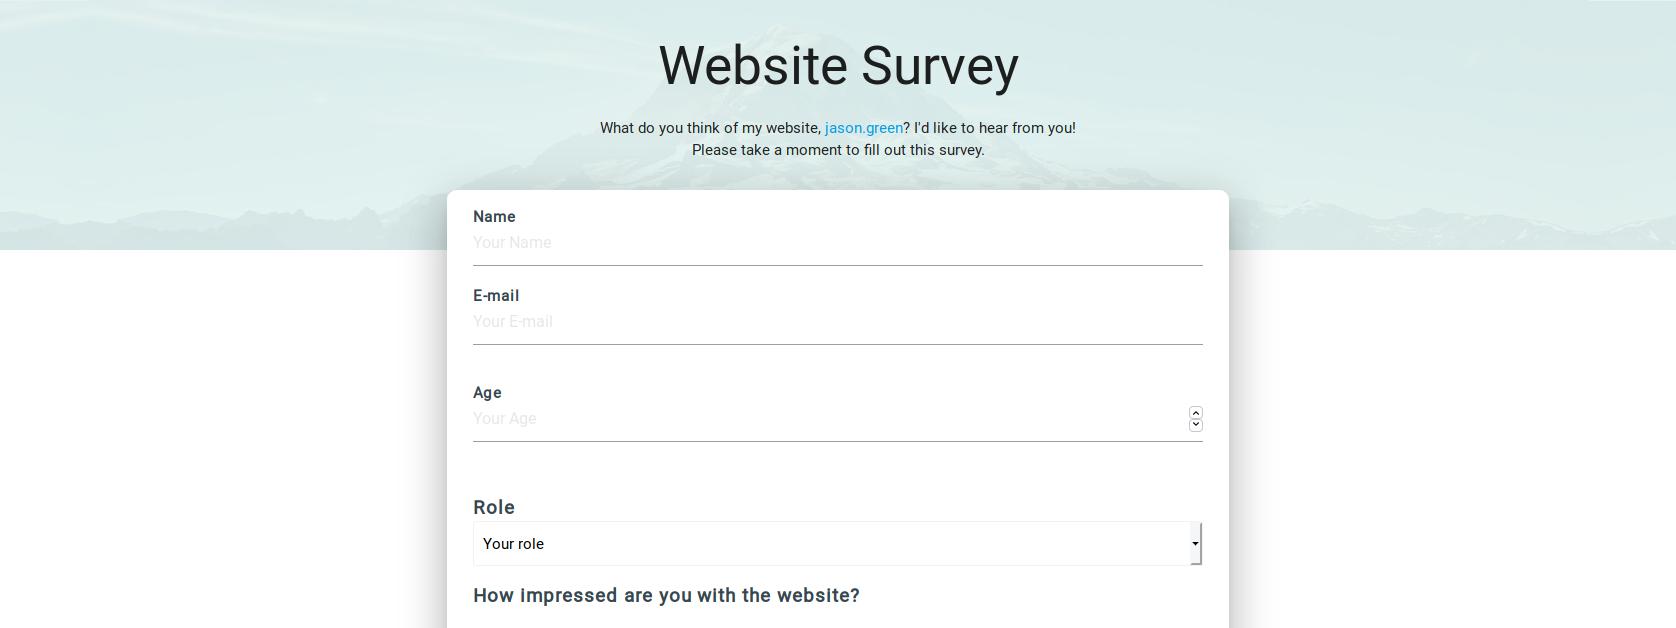 Website Survey
What do you think of my website, jason.green? I'd like to hear from you!
Please take a moment to fill out this survey.
Name
Your Name
E-mail
Your E-mail
Age
Your Age
Role
Your role
How impressed are you with the website?